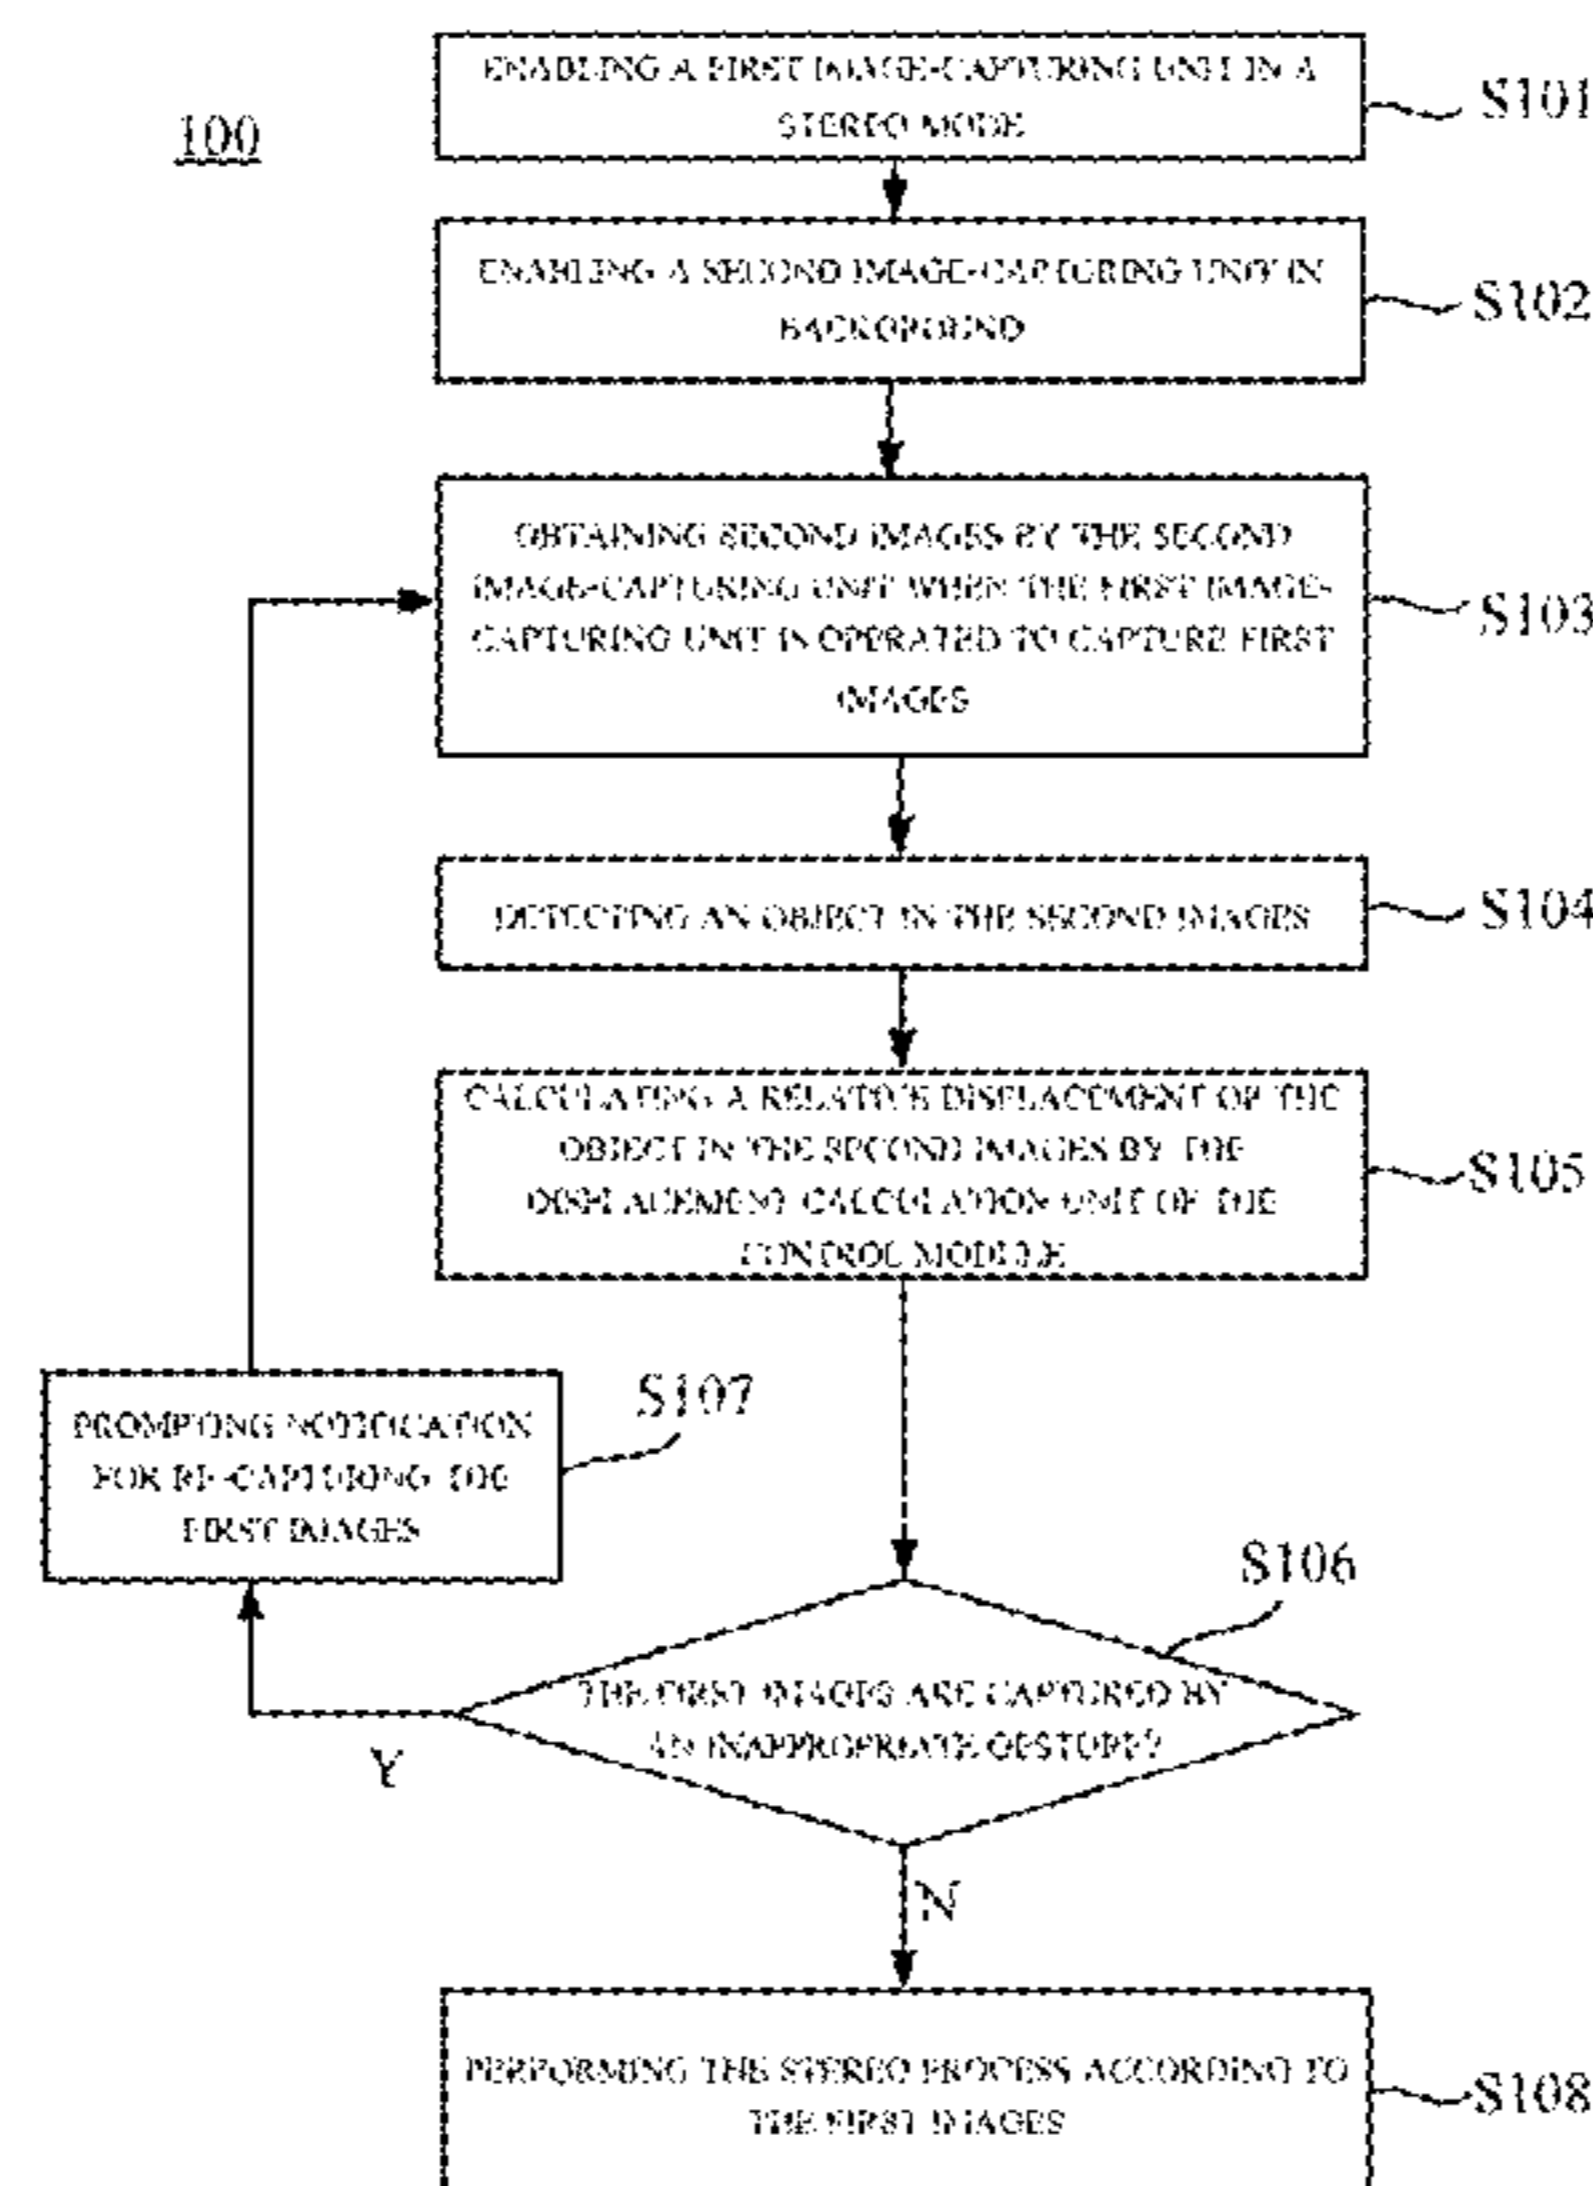 100
ENABLING A FIRST IMAGE-CAPTURING UNIT IN A
STEREO MODE
S101
ENABLING A SECOND IMAGE-CAPTURING UNIT IN
BACKGROUND
S102
OBTAINING SECOND IMAGES BY THE SECOND
IMAGE-CAPTURING UNIT WHEN THE FIRST IMAGE-
CAPTURING UNIT IS OPERATED TO CAPTURE FIRST
IMAGES
S103
DETECTING AN OBJECT IN THE SECOND IMAGES
S104
CALCULATING A RELATIVE DISPLACEMENT OF THE
OBJECT IN THE SECOND IMAGES BY THE
DISPLACEMENT CALCULATION UNIT OF THE
CONTROL MODULE
S105
PROMPTING NOTIFICATION
FOR RE-CAPTURING THE
FIRST IMAGES
S107
S106
THE FIRST IMAGES ARE CAPTURED BY
AN INAPPROPRIATE GESTURE?
Y
N
PERFORMING THE STEREO PROCESS ACCORDING TO
THE FIRST IMAGES
S108